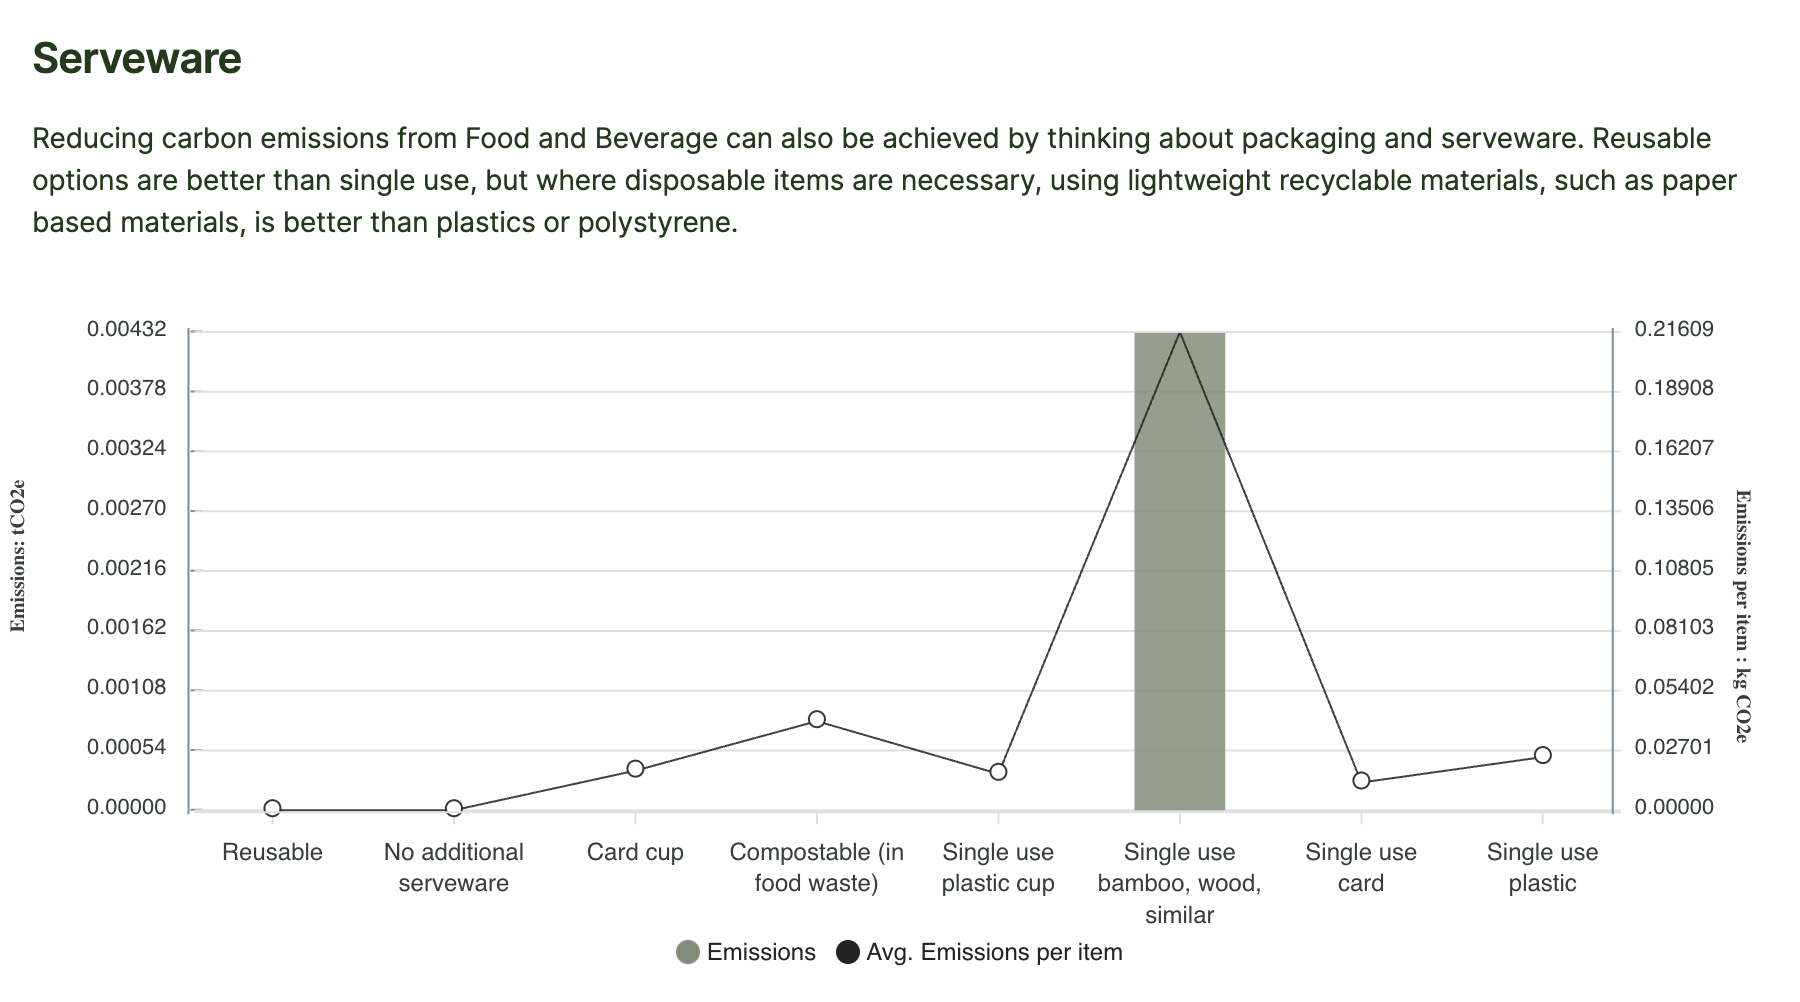 Serveware
Reducing carbon emissions from Food and Beverage can also be achieved by thinking about packaging and serveware. Reusable
options are better than single use, but where disposable items are necessary, using lightweight recyclable materials, such as paper
based materials, is better than plastics or polystyrene.
Emissions: tCO2e
0.00432
0.00378
0.00324
0.00270
0.00216
0.00162
0.00108
0.00054
0.00000
0.21609
0.18908
0.16207
0.13506
0.10805
0.08103
0.05402
0.02701
0.00000
Emissions per item : kg CO2e
Reusable
No additional
serveware
Card cup
Compostable (in
food waste)
Single use
plastic cup
Single use
bamboo, wood,
similar
Single use
card
Single use
plastic
Emissions
Avg. Emissions per item